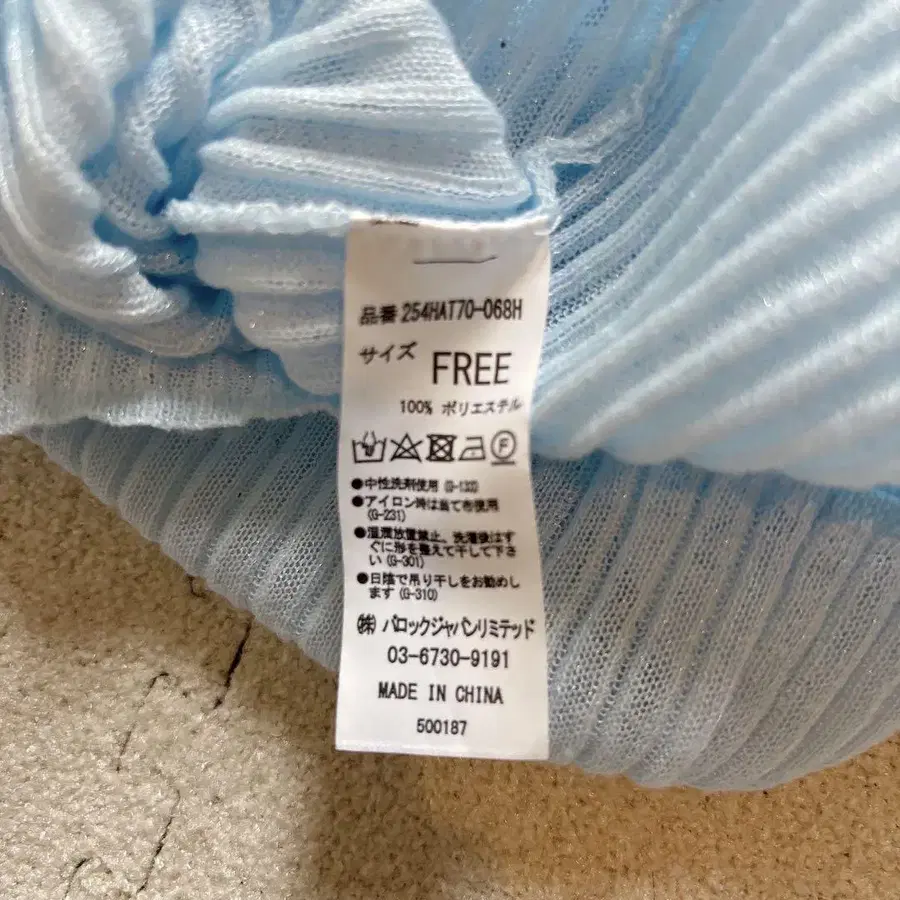 品番 254HAT70-068H
サイズ FREE
100% ポリエステル
F
●中性洗剤使用 (G-133)
●アイロン時は当て布使用
(G-231)
●湿潤放置禁止、洗濯後はす
ぐに形を整えて干して下さ
い (G-301)
●日陰で吊り干しをお勧めし
ます (G-310)
㈱ バロックジャパンリミテッド
03-6730-9191
MADE IN CHINA
500187